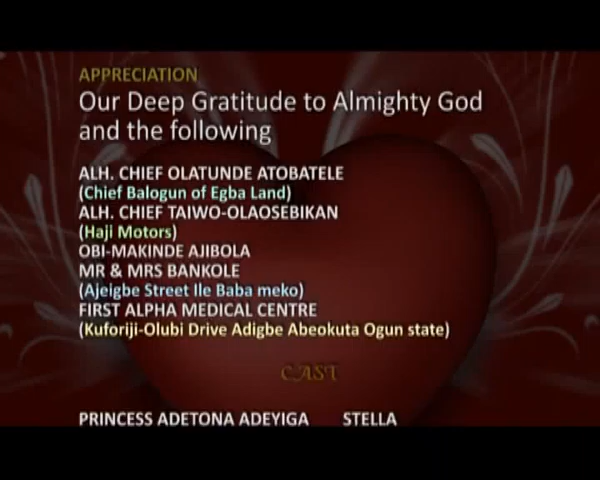 APPRECIATION
Our Deep Gratitude to Almighty God
and the following
ALH. CHIEF OLATUNDE ATOBATELE
(Chief Balogun of Egba Land)
ALH. CHIEF TAIWO-OLAOSEBIKAN
(Haji Motors)
OBI-MAKINDE AJIBOLA
MR & MRS BANKOLE
(Ajeigbe Street Ile Baba meko)
FIRST ALPHA MEDICAL CENTRE
(Kuforiji-Olubi Drive Adigbe Abeokuta Ogun state)
CAST
PRINCESS ADETONA ADEYIGA STELLA